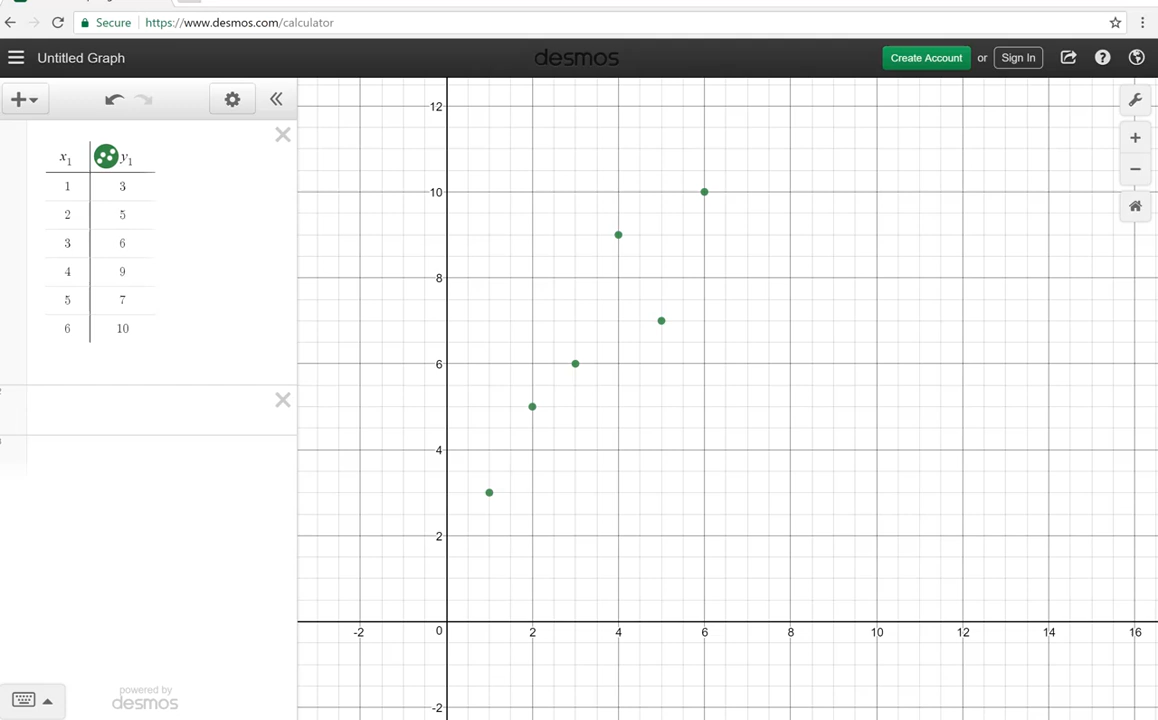 Secure https://www.desmos.com/calculator
Untitled Graph
desmos
Create Account or Sign In
x1 y1
1 3
2 5
3 6
4 9
5 7
6 10
powered by
desmos
12
10
8
6
4
2
-2
-2 0 2 4 6 8 10 12 14 16